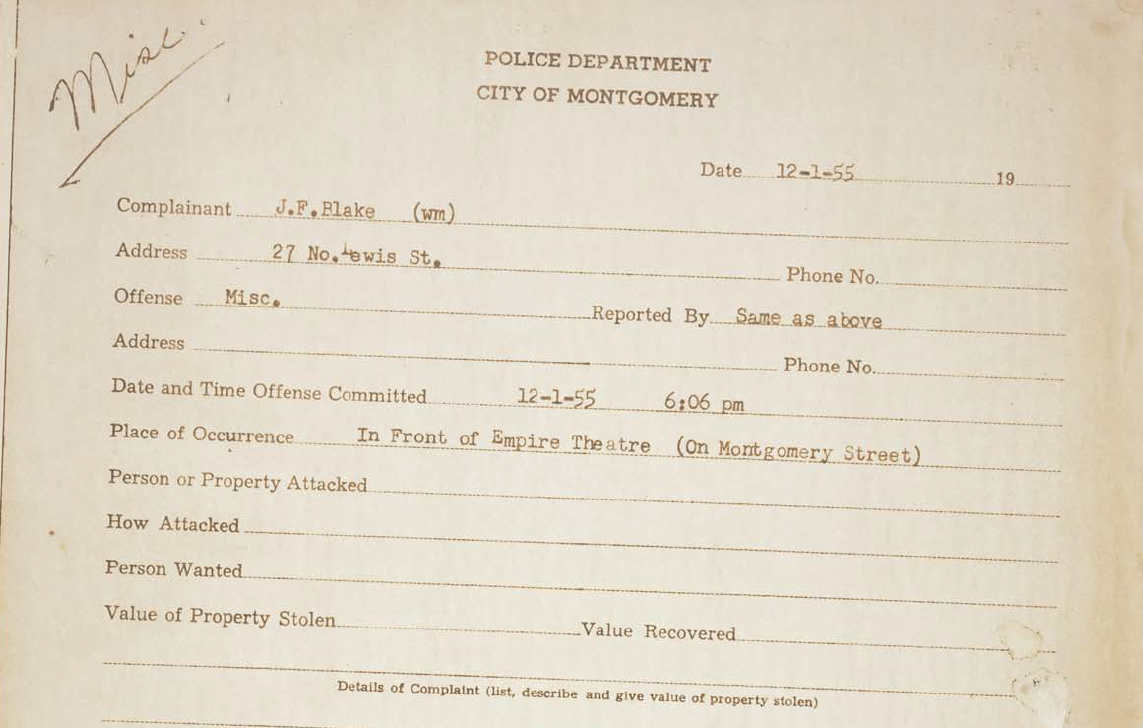 Misc.
POLICE DEPARTMENT
CITY OF MONTGOMERY
Date 12-1-55 19
Complainant J.F.Blake (wm)
Address 27 No.Lewis St. Phone No.
Offense Misc. Reported By Same as above
Address Phone No.
Date and Time Offense Committed 12-1-55 6:06 pm
Place of Occurrence In Front of Empire Theatre (On Montgomery Street)
Person or Property Attacked
How Attacked
Person Wanted
Value of Property Stolen Value Recovered
Details of Complaint (list, describe and give value of property stolen)